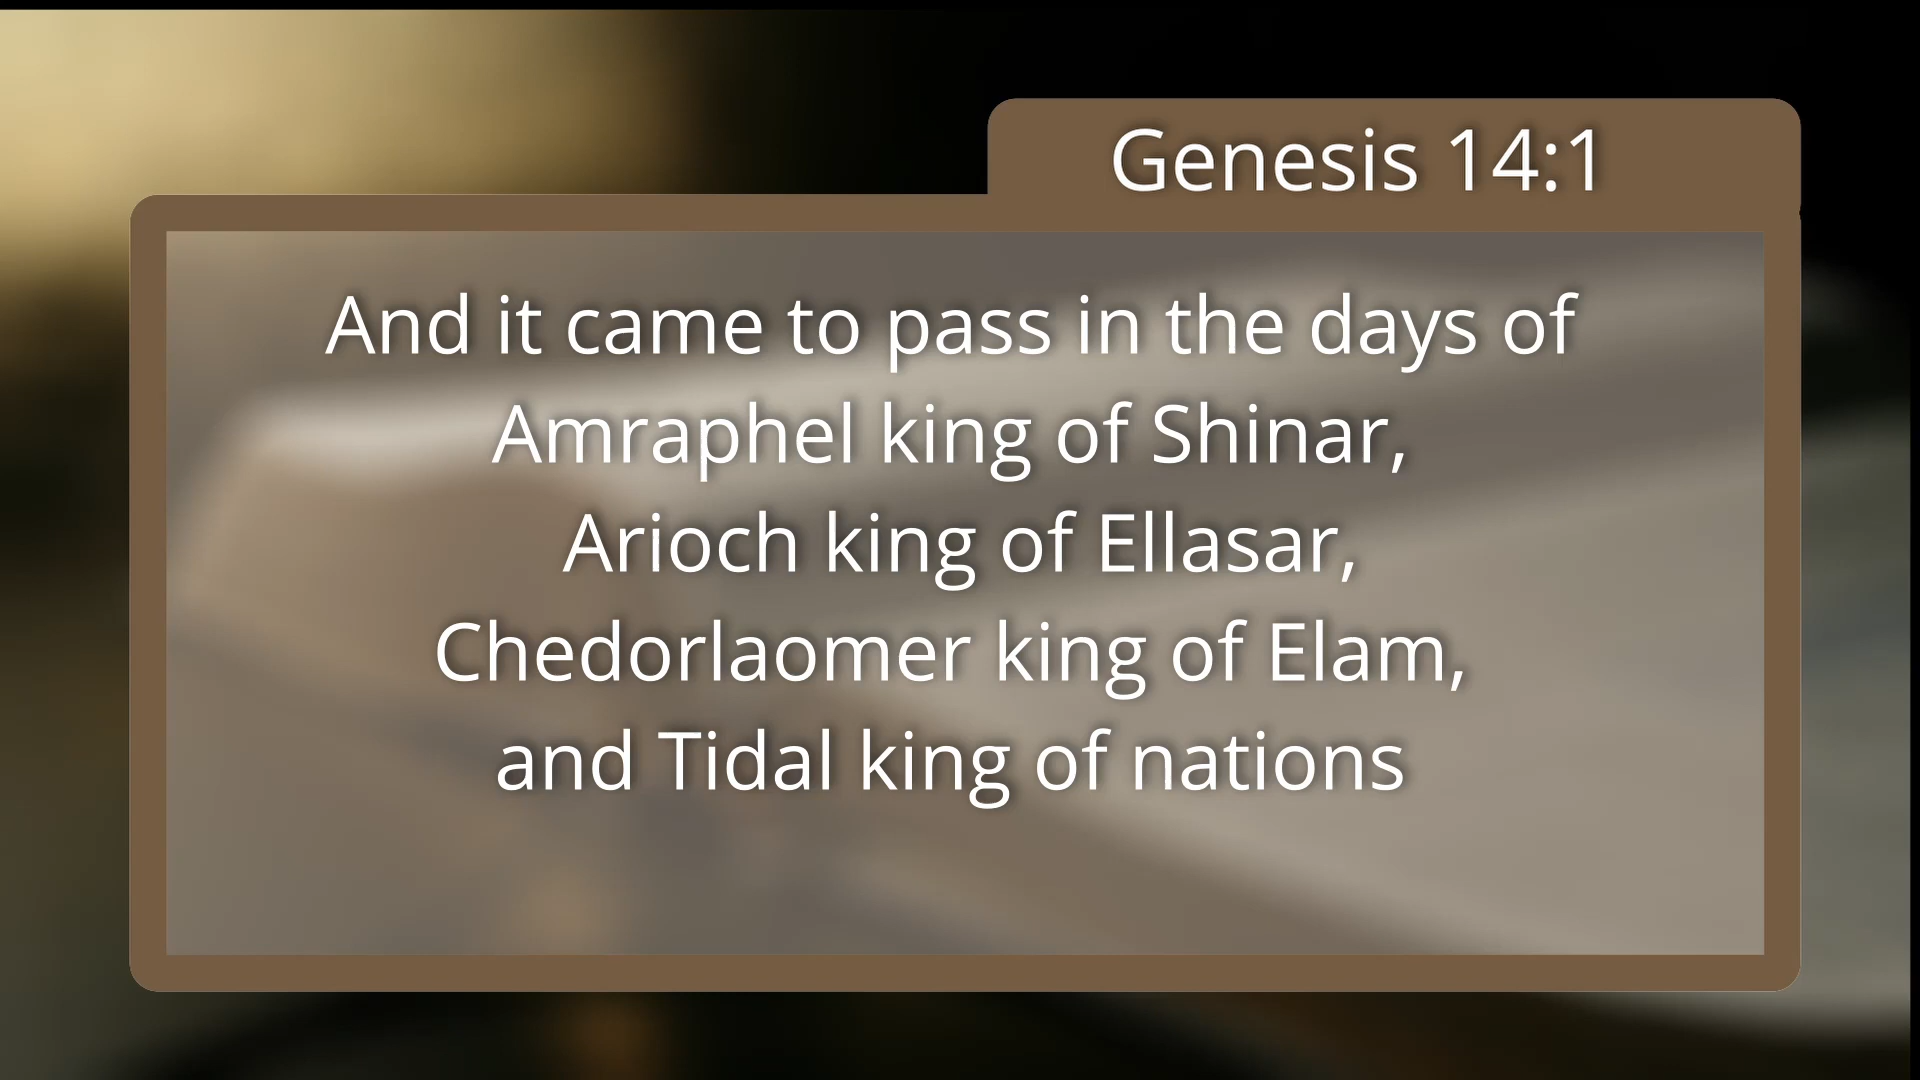 Genesis 14:1
And it came to pass in the days of
Amraphel king of Shinar,
Arioch king of Ellasar,
Chedorlaomer king of Elam,
and Tidal king of nations